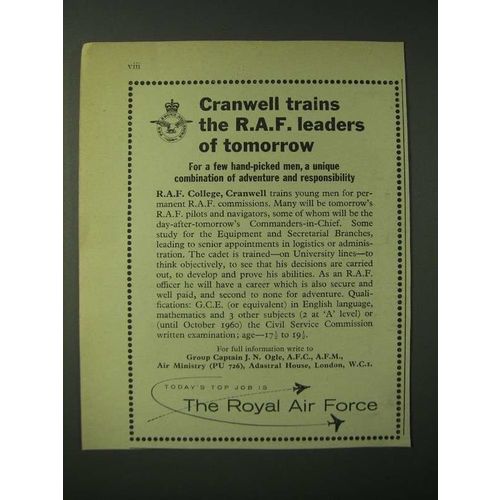 viii
Cranwell trains
the R.A.F. leaders
of tomorrow
For a few hand-picked men, a unique
combination of adventure and responsibility
R.A.F. College, Cranwell trains young men for per-
manent R.A.F. commissions. Many will be tomorrow's
R.A.F. pilots and navigators, some of whom will be the
day-after-tomorrow's Commanders-in-Chief. Some
study for the Equipment and Secretarial Branches,
leading to senior appointments in logistics or adminis-
tration. The cadet is trained—on University lines—to
think objectively, to see that his decisions are carried
out, to develop and prove his abilities. As an R.A.F.
officer he will have a career which is also secure and
well paid, and second to none for adventure. Quali-
fications: G.C.E. (or equivalent) in English language,
mathematics and 3 other subjects (2 at 'A' level) or
(until October 1960) the Civil Service Commission
written examination; age—17½ to 19½.
For full information write to
Group Captain J. N. Ogle, A.F.C., A.F.M.,
Air Ministry (PU 726), Adastral House, London, W.C.1.
TODAY'S TOP JOB IS
The Royal Air Force